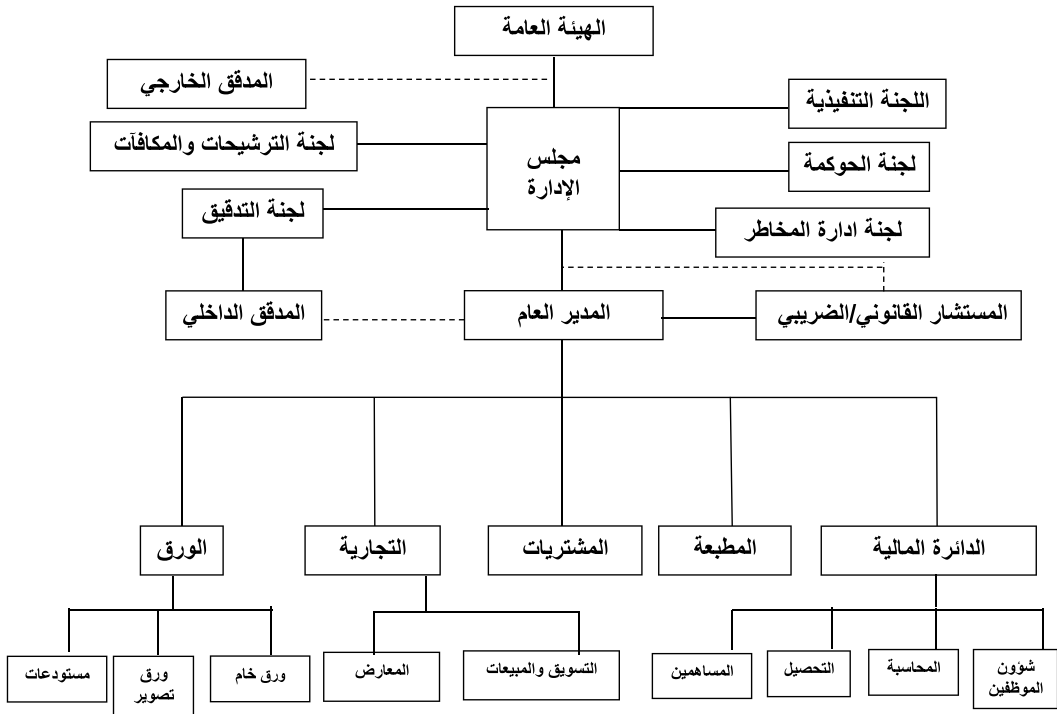 الهيئة العامة
المدقق الخارجي
اللجنة التنفيذية
لجنة الترشيحات والمكافآت
مجلس
الإدارة
لجنة الحوكمة
لجنة التدقيق
لجنة ادارة المخاطر
المستشار القانوني/الضريبي
المدير العام
المدقق الداخلي
الدائرة المالية
المطبعة
المشتريات
التجارية
الورق
شؤون
الموظفين
المحاسبة
التحصيل
المساهمين
التسويق والمبيعات
المعارض
ورق خام
ورق
تصوير
مستودعات